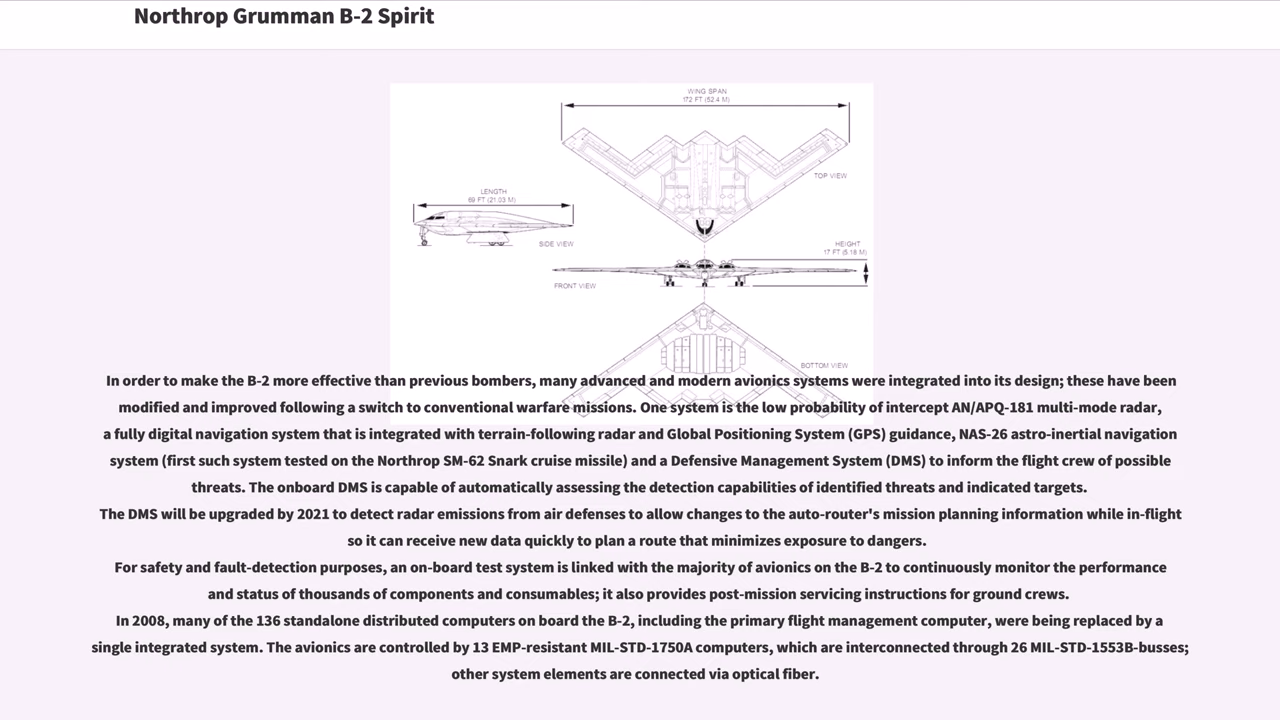 Northrop Grumman B-2 Spirit
WING SPAN
172 FT (52.4 M)
TOP VIEW
LENGTH
69 FT (21.03 M)
SIDE VIEW
HEIGHT
17 FT (5.18 M)
FRONT VIEW
BOTTOM VIEW
In order to make the B-2 more effective than previous bombers, many advanced and modern avionics systems were integrated into its design; these have been
modified and improved following a switch to conventional warfare missions. One system is the low probability of intercept AN/APQ-181 multi-mode radar,
a fully digital navigation system that is integrated with terrain-following radar and Global Positioning System (GPS) guidance, NAS-26 astro-inertial navigation
system (first such system tested on the Northrop SM-62 Snark cruise missile) and a Defensive Management System (DMS) to inform the flight crew of possible
threats. The onboard DMS is capable of automatically assessing the detection capabilities of identified threats and indicated targets.
The DMS will be upgraded by 2021 to detect radar emissions from air defenses to allow changes to the auto-router's mission planning information while in-flight
so it can receive new data quickly to plan a route that minimizes exposure to dangers.
For safety and fault-detection purposes, an on-board test system is linked with the majority of avionics on the B-2 to continuously monitor the performance
and status of thousands of components and consumables; it also provides post-mission servicing instructions for ground crews.
In 2008, many of the 136 standalone distributed computers on board the B-2, including the primary flight management computer, were being replaced by a
single integrated system. The avionics are controlled by 13 EMP-resistant MIL-STD-1750A computers, which are interconnected through 26 MIL-STD-1553B-busses;
other system elements are connected via optical fiber.